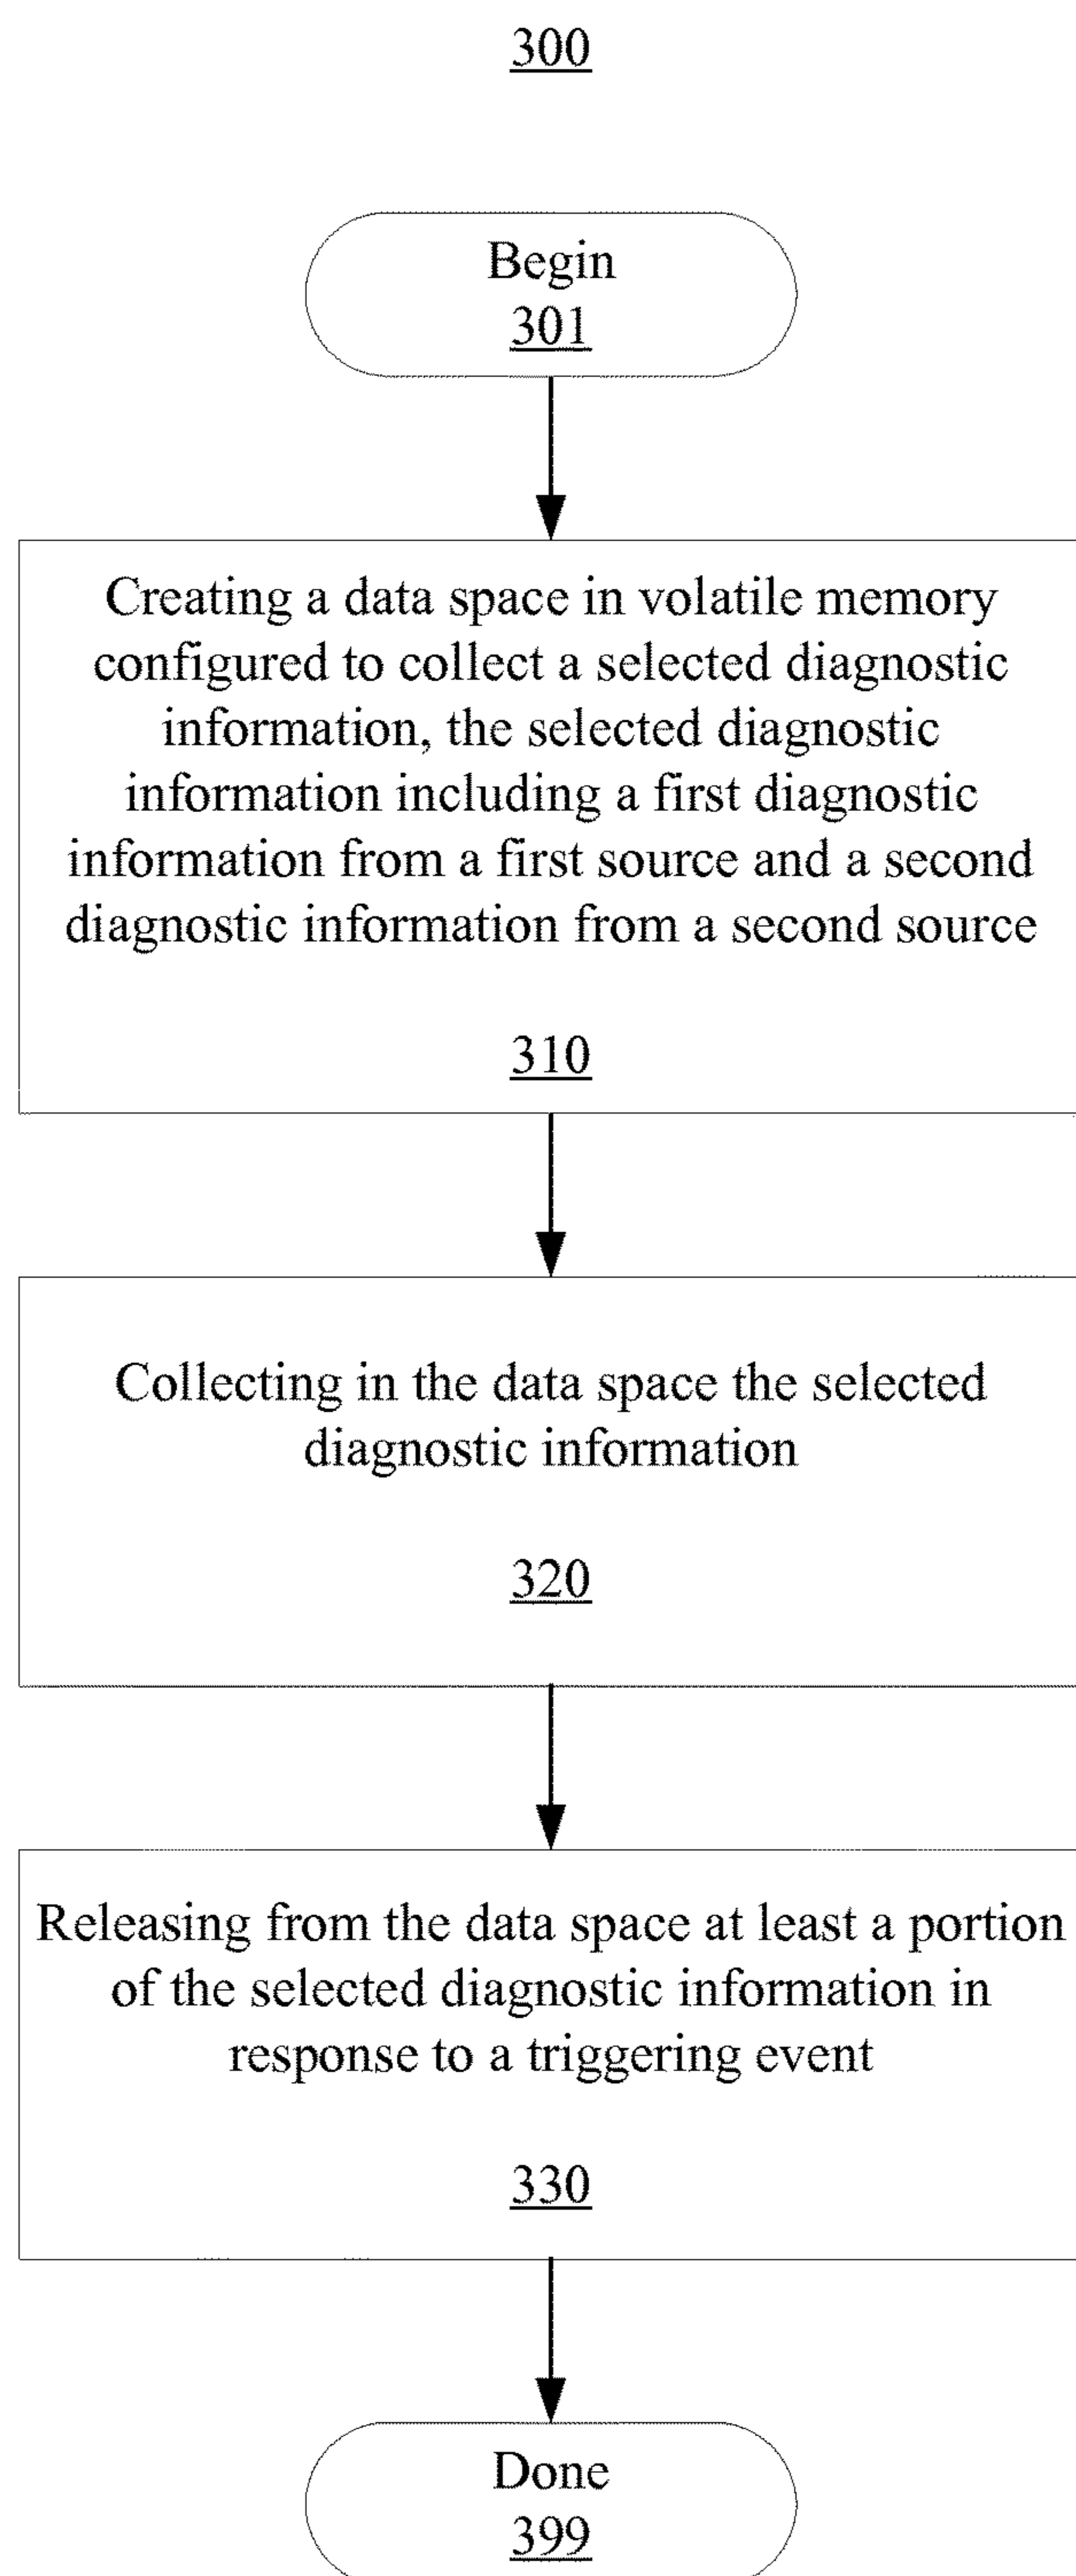 300
Begin
301
Creating a data space in volatile memory
configured to collect a selected diagnostic
information, the selected diagnostic
information including a first diagnostic
information from a first source and a second
diagnostic information from a second source
310
Collecting in the data space the selected
diagnostic information
320
Releasing from the data space at least a portion
of the selected diagnostic information in
response to a triggering event
330
Done
399